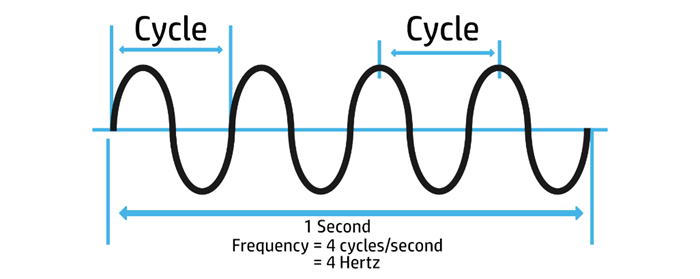 Cycle
Cycle
1 Second
Frequency = 4 cycles/second
= 4 Hertz